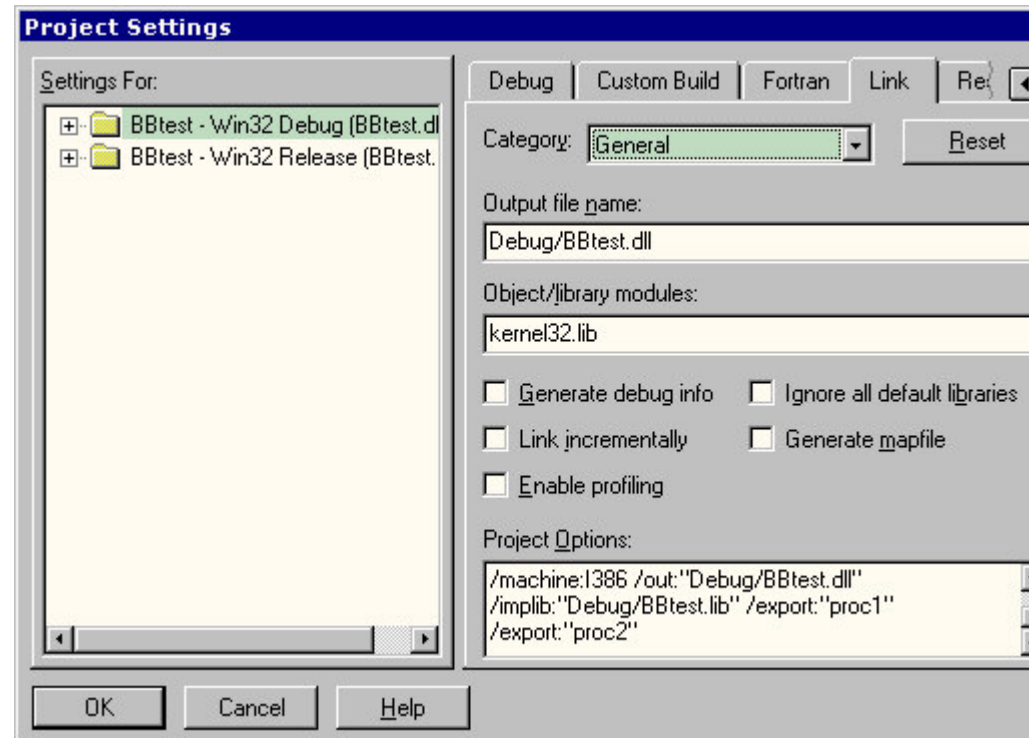 Project Settings
Settings For:
BBtest - Win32 Debug (BBtest.dl
BBtest - Win32 Release (BBtest.
Debug
Custom Build
Fortran
Link
Re
Category:
General
Reset
Output file name:
Debug/BBtest.dll
Object/library modules:
kernel32.lib
Generate debug info
Ignore all default libraries
Link incrementally
Generate mapfile
Enable profiling
Project Options:
/machine:I386 /out:"Debug/BBtest.dll"
/implib:"Debug/BBtest.lib" /export:"proc1"
/export:"proc2"
OK
Cancel
Help